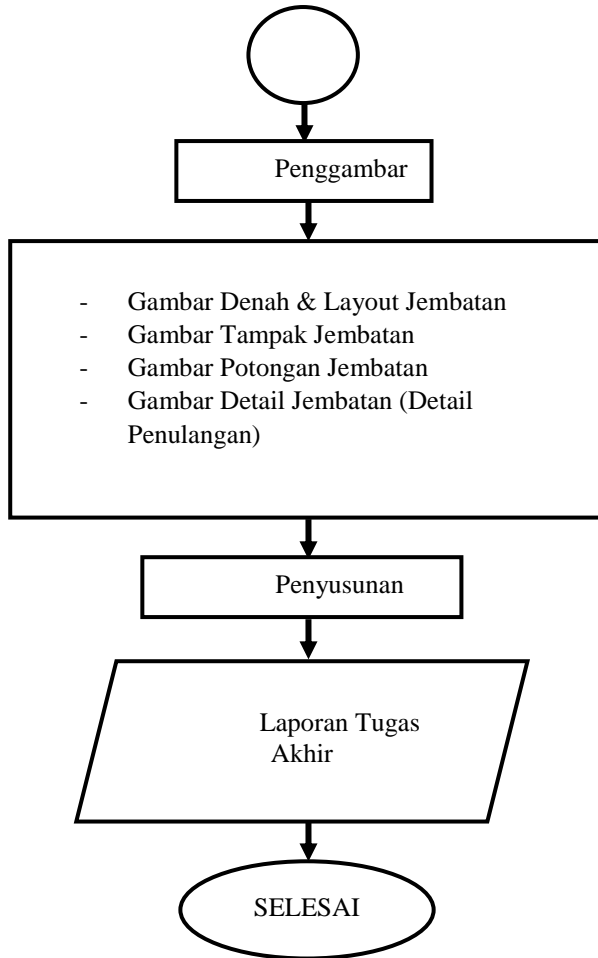 Penggambar
- Gambar Denah & Layout Jembatan
- Gambar Tampak Jembatan
- Gambar Potongan Jembatan
- Gambar Detail Jembatan (Detail
Penulangan)
Penyusunan
Laporan Tugas
Akhir
SELESAI